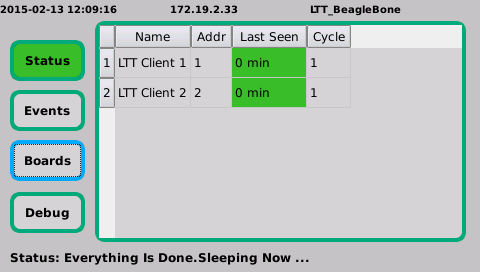 2015-02-13 12:09:16 172.19.2.33 LTT_BeagleBone
Status
Events
Boards
Debug
Name Addr Last Seen Cycle
1 LTT Client 1 1 0 min 1
2 LTT Client 2 2 0 min 1
Status: Everything Is Done.Sleeping Now ...